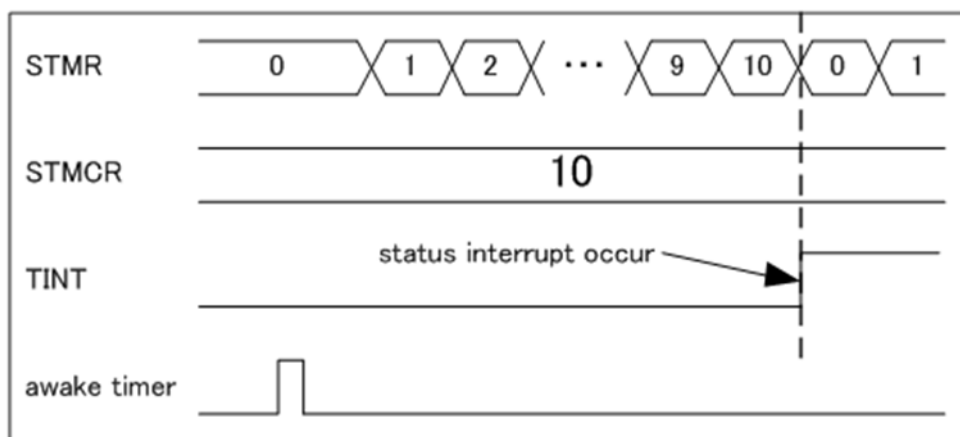 STMR 0 1 2 ··· 9 10 0 1
STMCR 10
status interrupt occur
TINT
awake timer